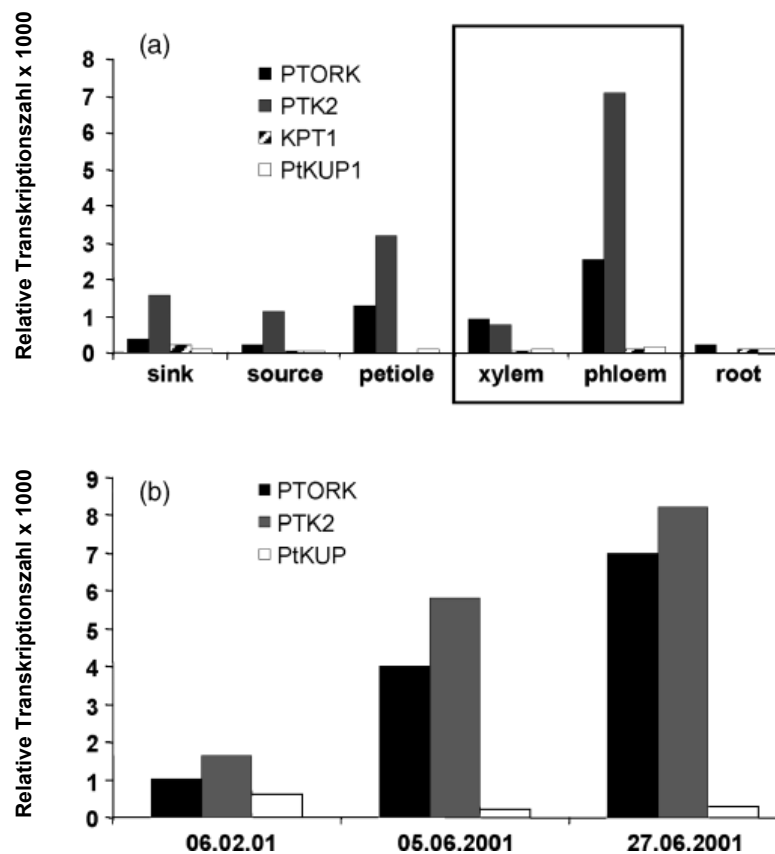 (a)
Relative Transkriptionszahl x 1000
8
7
6
5
4
3
2
1
0
PTORK
PTK2
KPT1
PtKUP1
sink source petiole xylem phloem root
(b)
Relative Transkriptionszahl x 1000
9
8
7
6
5
4
3
2
1
0
PTORK
PTK2
PtKUP
06.02.01 05.06.2001 27.06.2001